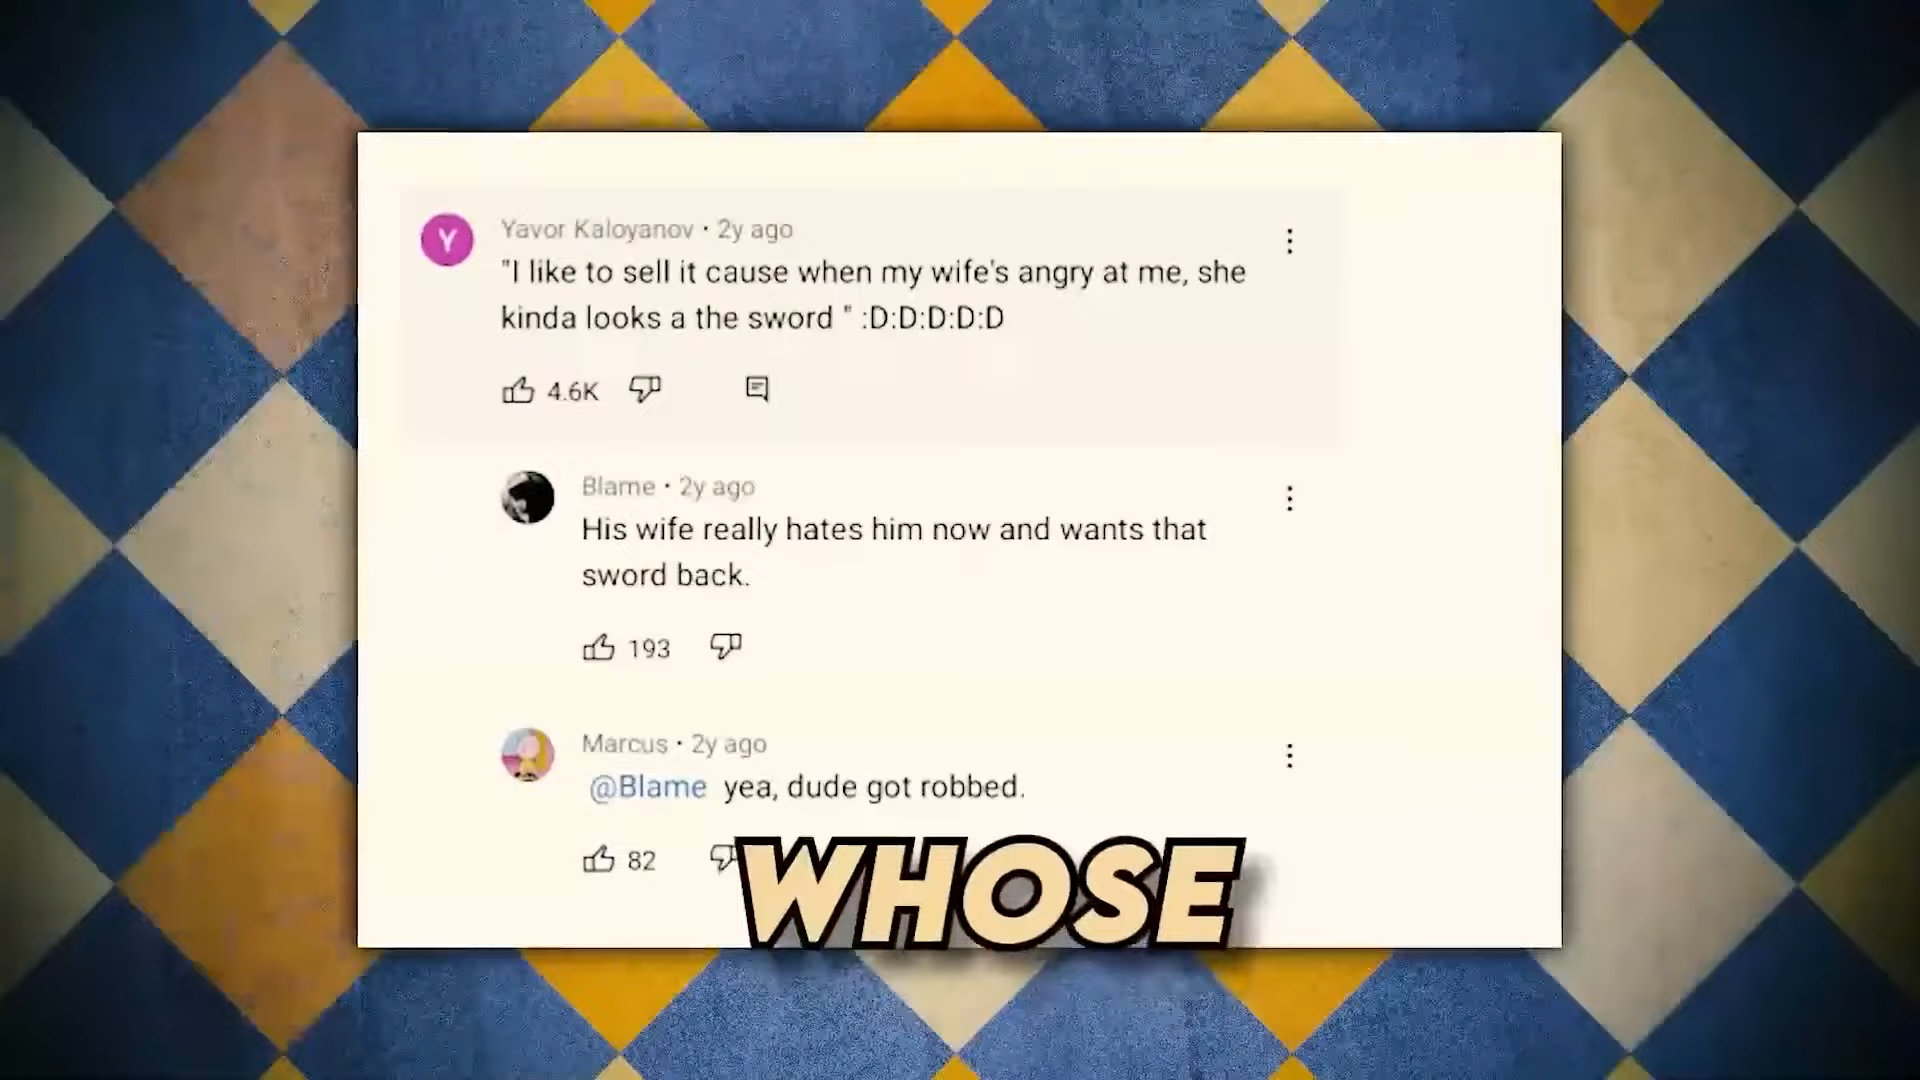 Y
Yavor Kaloyanov • 2y ago
"I like to sell it cause when my wife's angry at me, she
kinda looks a the sword " :D:D:D:D:D
4.6K
Blame • 2y ago
His wife really hates him now and wants that
sword back.
193
Marcus • 2y ago
@Blame yea, dude got robbed.
82
WHOSE